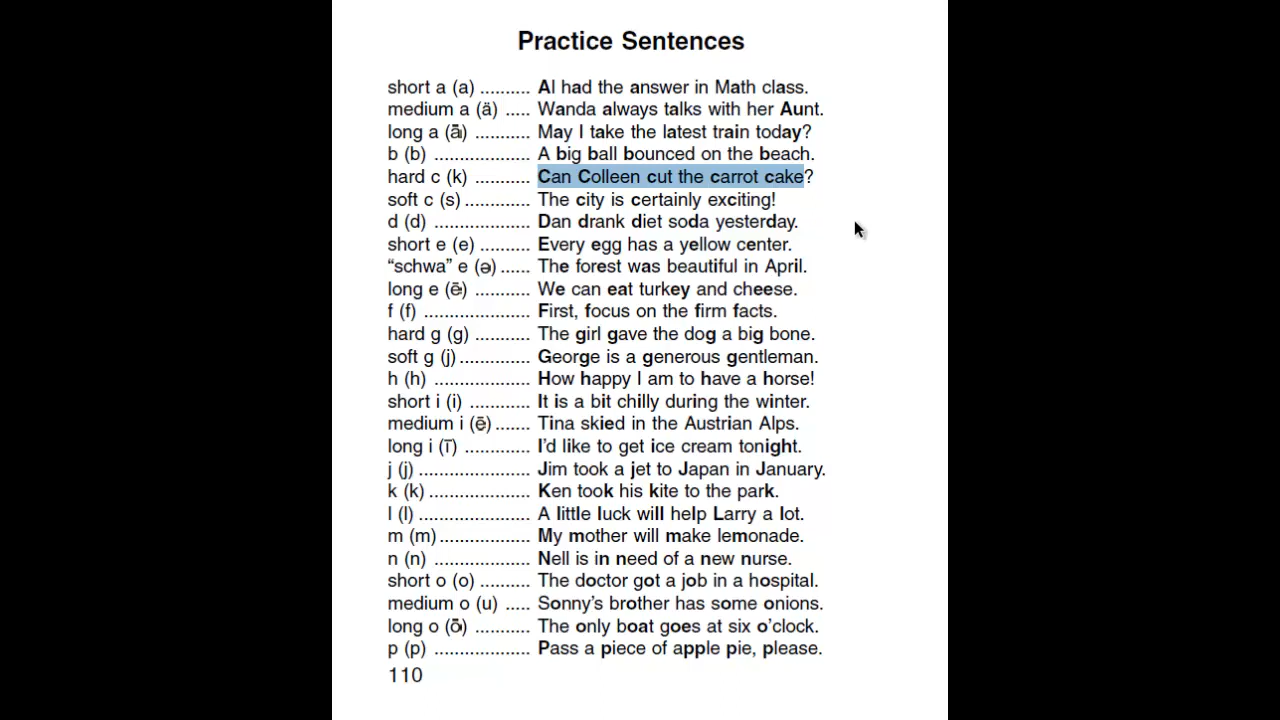 Practice Sentences
short a (a) .......... Al had the answer in Math class.
medium a (ä) ..... Wanda always talks with her Aunt.
long a (ā) ........... May I take the latest train today?
b (b) ................... A big ball bounced on the beach.
hard c (k) ........... Can Colleen cut the carrot cake?
soft c (s) ............. The city is certainly exciting!
d (d) ................... Dan drank diet soda yesterday.
short e (e) .......... Every egg has a yellow center.
“schwa” e (ə) ...... The forest was beautiful in April.
long e (ē) ........... We can eat turkey and cheese.
f (f) ..................... First, focus on the firm facts.
hard g (g) ........... The girl gave the dog a big bone.
soft g (j) .............. George is a generous gentleman.
h (h) ................... How happy I am to have a horse!
short i (i) ............ It is a bit chilly during the winter.
medium i (ē) ....... Tina skied in the Austrian Alps.
long i (ī) ............. I’d like to get ice cream tonight.
j (j) ...................... Jim took a jet to Japan in January.
k (k) .................... Ken took his kite to the park.
l (l) ...................... A little luck will help Larry a lot.
m (m) .................. My mother will make lemonade.
n (n) ................... Nell is in need of a new nurse.
short o (o) .......... The doctor got a job in a hospital.
medium o (u) ..... Sonny’s brother has some onions.
long o (ō) ........... The only boat goes at six o’clock.
p (p) ................... Pass a piece of apple pie, please.
110